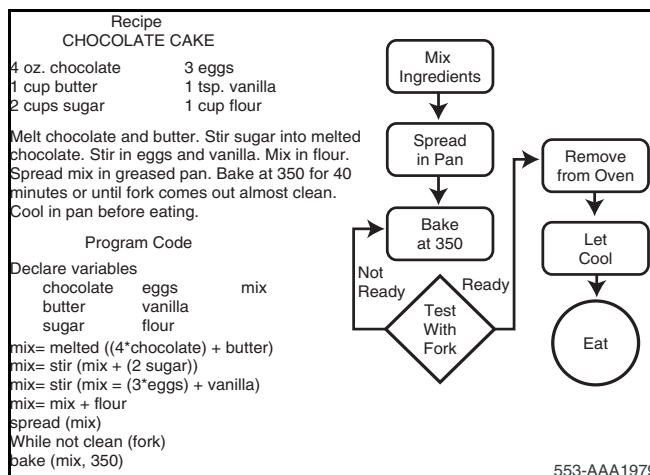 Recipe
CHOCOLATE CAKE
4 oz. chocolate 3 eggs
1 cup butter 1 tsp. vanilla
2 cups sugar 1 cup flour
Melt chocolate and butter. Stir sugar into melted
chocolate. Stir in eggs and vanilla. Mix in flour.
Spread mix in greased pan. Bake at 350 for 40
minutes or until fork comes out almost clean.
Cool in pan before eating.
Program Code
Declare variables
chocolate eggs mix
butter vanilla
sugar flour
mix= melted ((4*chocolate) + butter)
mix= stir (mix + (2 sugar))
mix= stir (mix = (3*eggs) + vanilla)
mix= mix + flour
spread (mix)
While not clean (fork)
bake (mix, 350)
Mix
Ingredients
Spread
in Pan
Bake
at 350
Not
Ready
Test
With
Fork
Ready
Remove
from Oven
Let
Cool
Eat
553-AAA1979